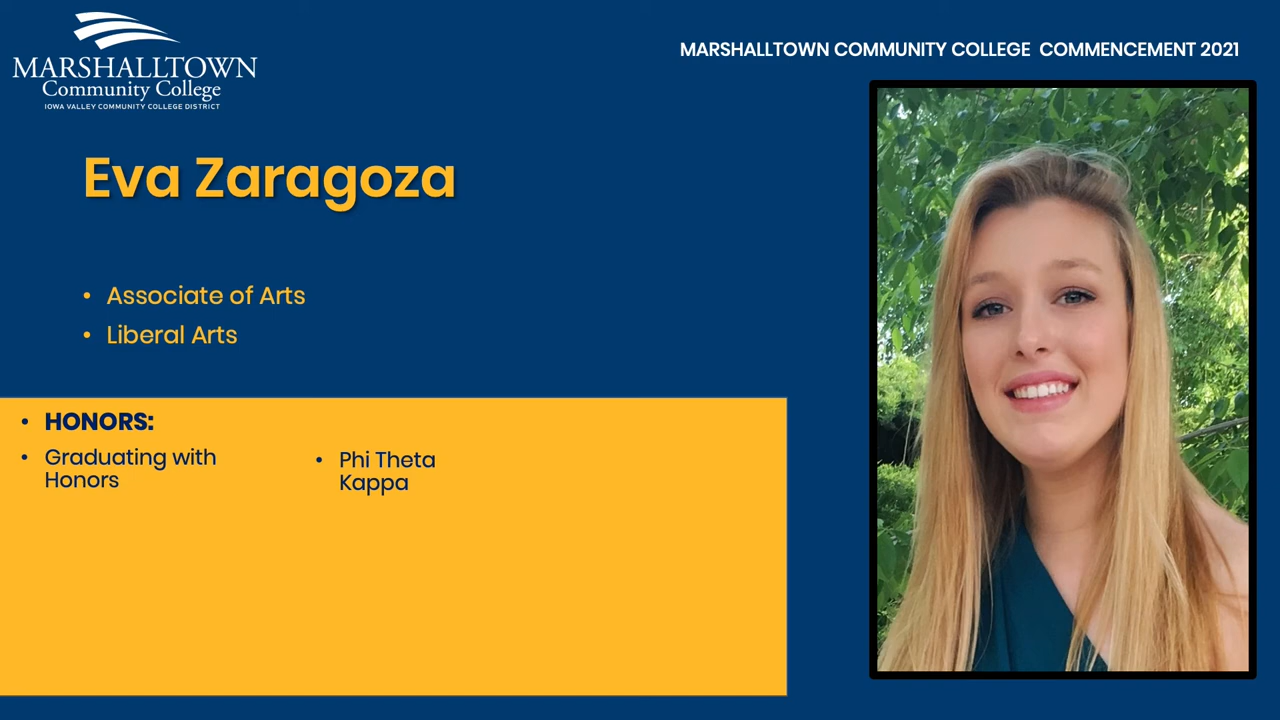 MARSHALLTOWN
Community College
IOWA VALLEY COMMUNITY COLLEGE DISTRICT
MARSHALLTOWN COMMUNITY COLLEGE  COMMENCEMENT 2021
Eva Zaragoza
• Associate of Arts
• Liberal Arts
• HONORS:
• Graduating with
Honors
• Phi Theta
Kappa